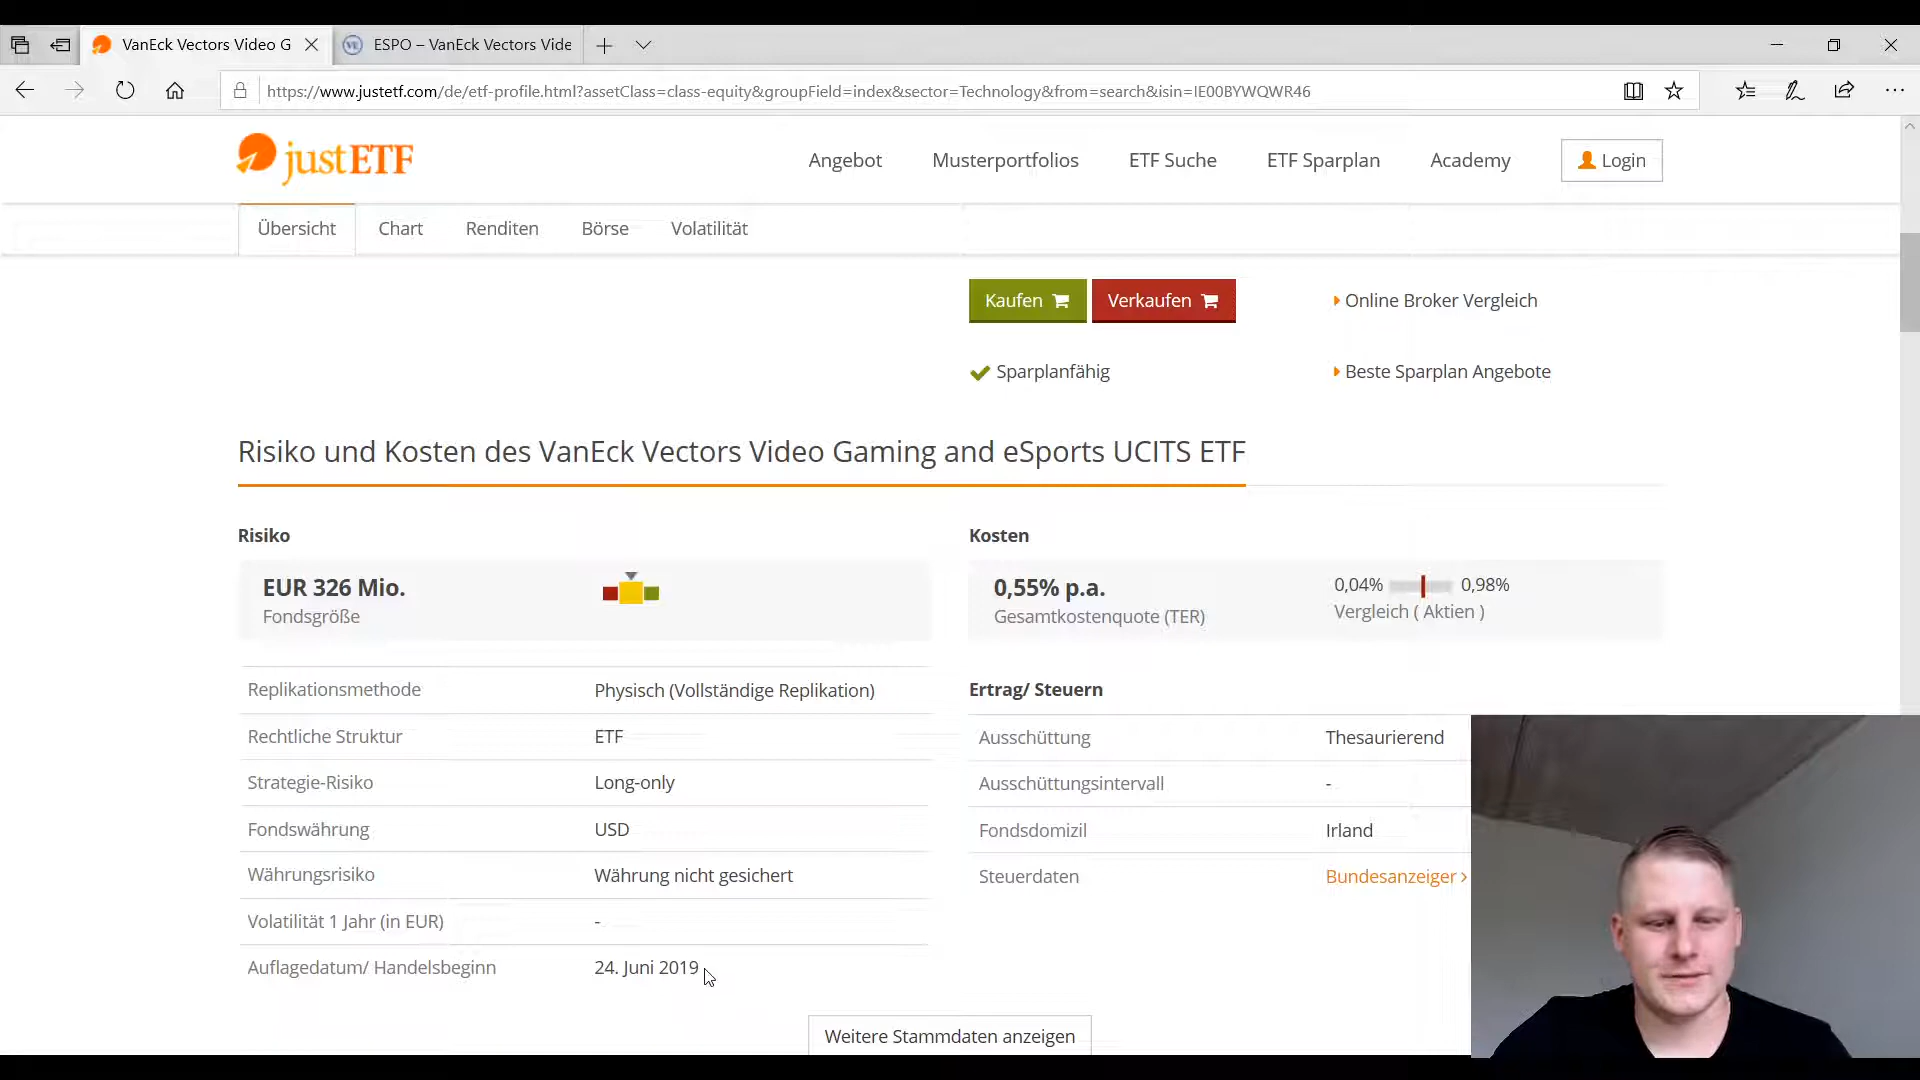 VanEck Vectors Video G
ESPO – VanEck Vectors Vide
https://www.justetf.com/de/etf-profile.html?assetClass=class-equity&groupField=index&sector=Technology&from=search&isin=IE00BYWQWR46
justETF
Angebot
Musterportfolios
ETF Suche
ETF Sparplan
Academy
Login
Übersicht
Chart
Renditen
Börse
Volatilität
Kaufen
Verkaufen
Online Broker Vergleich
Sparplanfähig
Beste Sparplan Angebote
Risiko und Kosten des VanEck Vectors Video Gaming and eSports UCITS ETF
Risiko
EUR 326 Mio.
Fondsgröße
Replikationsmethode Physisch (Vollständige Replikation)
Rechtliche Struktur ETF
Strategie-Risiko Long-only
Fondswährung USD
Währungsrisiko Währung nicht gesichert
Volatilität 1 Jahr (in EUR) -
Auflagedatum/ Handelsbeginn 24. Juni 2019
Kosten
0,55% p.a.
Gesamtkostenquote (TER)
0,04% 0,98%
Vergleich ( Aktien )
Ertrag/ Steuern
Ausschüttung Thesaurierend
Ausschüttungsintervall -
Fondsdomizil Irland
Steuerdaten Bundesanzeiger
Weitere Stammdaten anzeigen